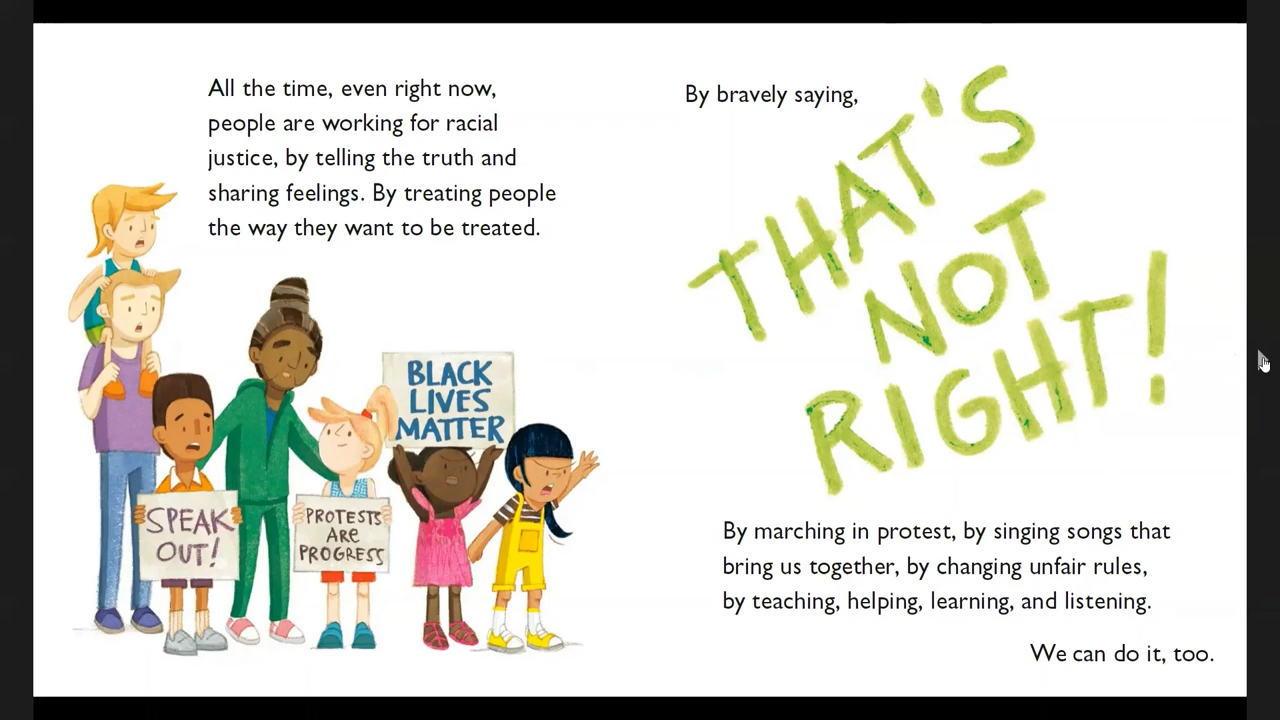 All the time, even right now,
people are working for racial
justice, by telling the truth and
sharing feelings. By treating people
the way they want to be treated.
SPEAK
OUT!
PROTESTS
ARE
PROGRESS
BLACK
LIVES
MATTER
By bravely saying,
THAT'S
NOT
RIGHT!
By marching in protest, by singing songs that
bring us together, by changing unfair rules,
by teaching, helping, learning, and listening.
We can do it, too.